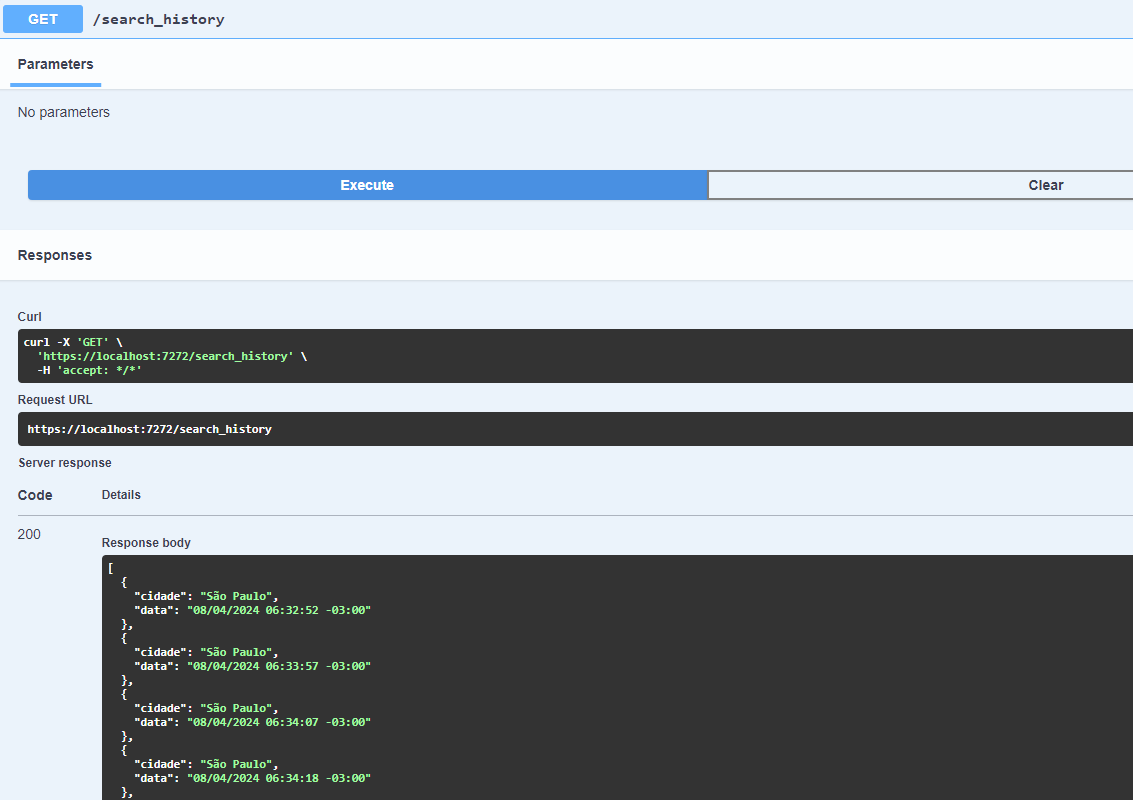 GET /search_history
Parameters
No parameters
Execute Clear
Responses
Curl
curl -X 'GET' \
  'https://localhost:7272/search_history' \
  -H 'accept: */*'
Request URL
https://localhost:7272/search_history
Server response
Code Details
200
Response body
[
  {
    "cidade": "São Paulo",
    "data": "08/04/2024 06:32:52 -03:00"
  },
  {
    "cidade": "São Paulo",
    "data": "08/04/2024 06:33:57 -03:00"
  },
  {
    "cidade": "São Paulo",
    "data": "08/04/2024 06:34:07 -03:00"
  },
  {
    "cidade": "São Paulo",
    "data": "08/04/2024 06:34:18 -03:00"
  },